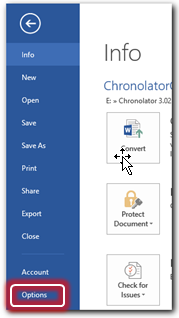 Info
New
Open
Save
Save As
Print
Share
Export
Close
Account
Options
Info
Chronolator
E: » Chronolator 3.02
Convert
Protect
Document
Check for
Issues